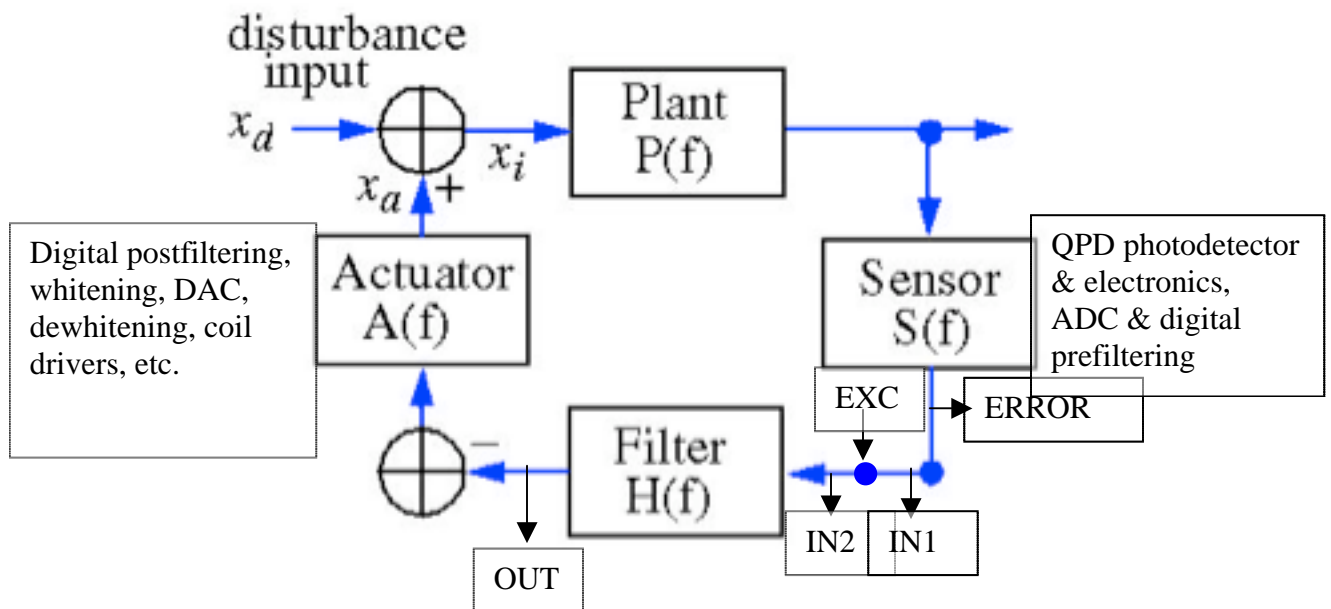 disturbance
input
x_d
x_i
x_a +
Plant
P(f)
Digital postfiltering,
whitening, DAC,
dewhitening, coil
drivers, etc.
Actuator
A(f)
Sensor
S(f)
QPD photodetector
& electronics,
ADC & digital
prefiltering
EXC
ERROR
−
Filter
H(f)
IN2
IN1
OUT